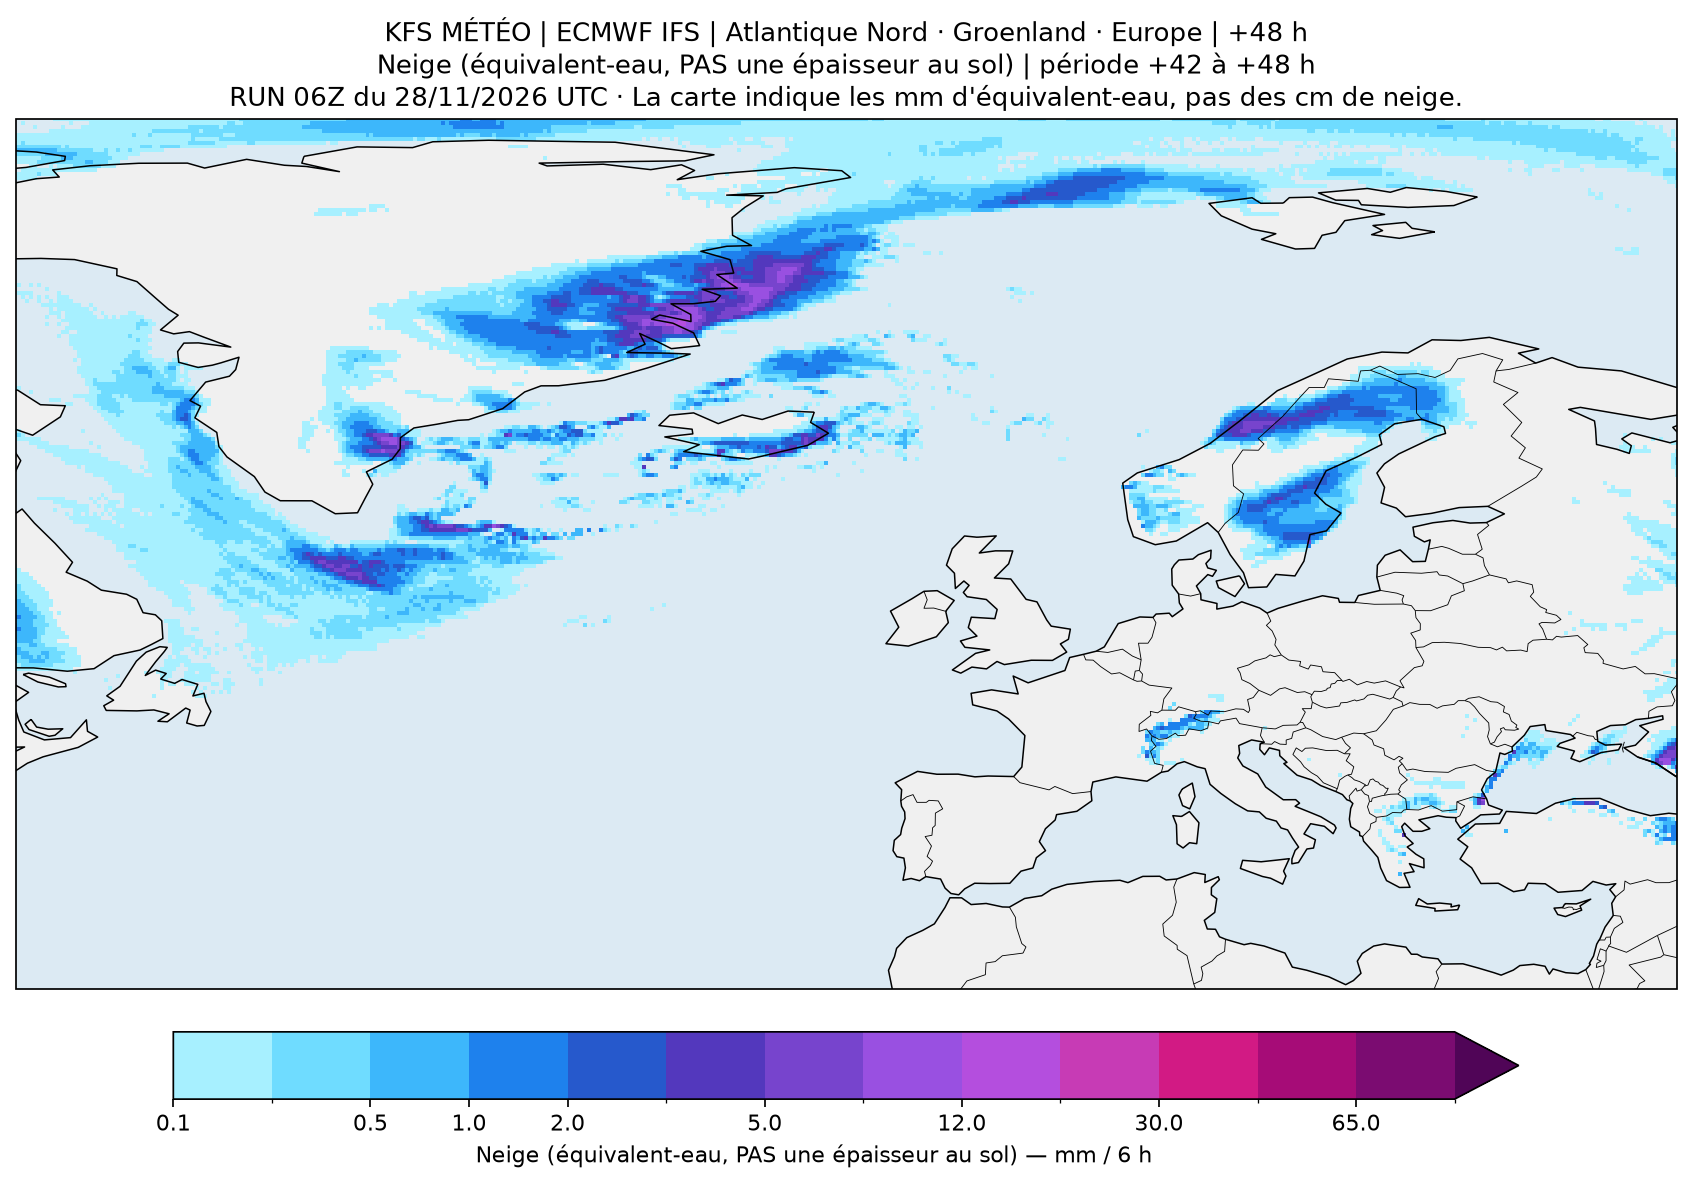 KFS MÉTÉO | ECMWF IFS | Atlantique Nord · Groenland · Europe | +48 h
Neige (équivalent-eau, PAS une épaisseur au sol) | période +42 à +48 h
RUN 06Z du 28/11/2026 UTC · La carte indique les mm d'équivalent-eau, pas des cm de neige.
0.1 0.5 1.0 2.0 5.0 12.0 30.0 65.0
Neige (équivalent-eau, PAS une épaisseur au sol) — mm / 6 h